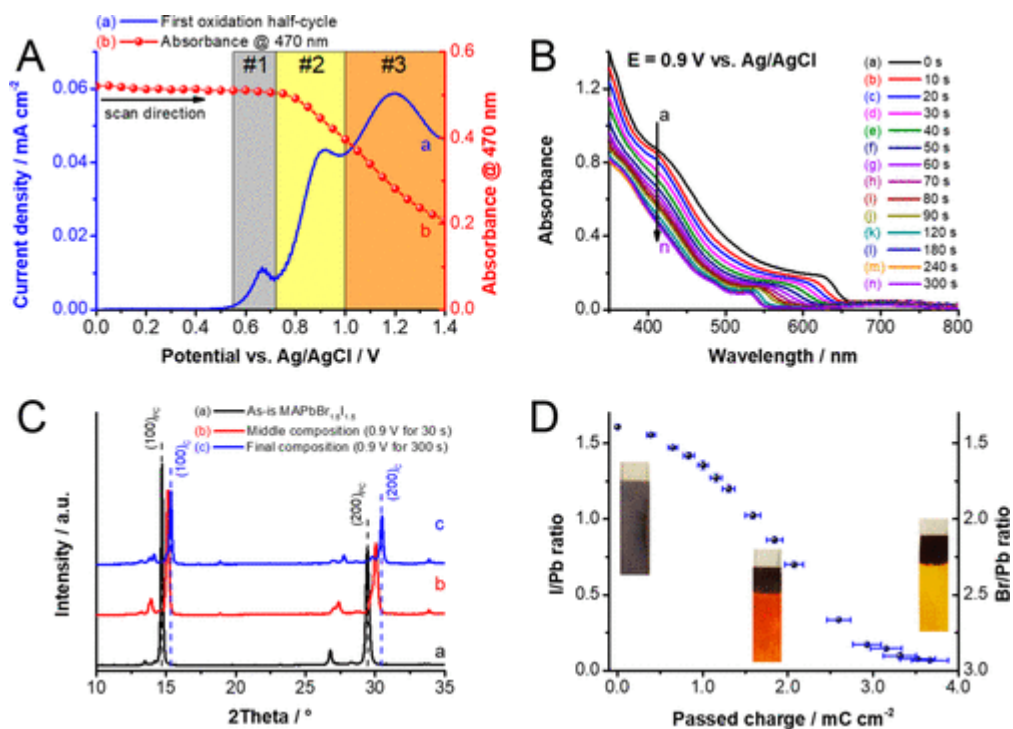 A
(a) First oxidation half-cycle
(b) Absorbance @ 470 nm
#1 #2 #3
scan direction
a
b
0.06
0.04
0.02
0.00
0.6
0.4
0.2
0.0
0.0 0.2 0.4 0.6 0.8 1.0 1.2 1.4
Current density / mA cm⁻²
Absorbance @ 470 nm
Potential vs. Ag/AgCl / V
B
E = 0.9 V vs. Ag/AgCl
a
n
(a) 0 s
(b) 10 s
(c) 20 s
(d) 30 s
(e) 40 s
(f) 50 s
(g) 60 s
(h) 70 s
(i) 80 s
(j) 90 s
(k) 120 s
(l) 180 s
(m) 240 s
(n) 300 s
1.2
0.8
0.4
0.0
400 500 600 700 800
Absorbance
Wavelength / nm
C
(a) As-is MAPbBr₁.₅I₁.₅
(b) Middle composition (0.9 V for 30 s)
(c) Final composition (0.9 V for 300 s)
(100)PC
(100)C
(200)PC
(200)C
c
b
a
10 15 20 25 30 35
Intensity / a.u.
2Theta / °
D
1.5
1.0
0.5
0.0
1.5
2.0
2.5
3.0
0.0 1.0 2.0 3.0 4.0
I/Pb ratio
Br/Pb ratio
Passed charge / mC cm⁻²